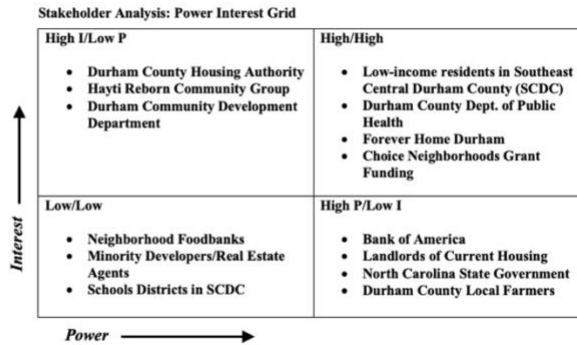 Stakeholder Analysis: Power Interest Grid
High I/Low P
• Durham County Housing Authority
• Hayti Reborn Community Group
• Durham Community Development
Department
High/High
• Low-income residents in Southeast
Central Durham County (SCDC)
• Durham County Dept. of Public
Health
• Forever Home Durham
• Choice Neighborhoods Grant
Funding
Interest
Low/Low
• Neighborhood Foodbanks
• Minority Developers/Real Estate
Agents
• Schools Districts in SCDC
High P/Low I
• Bank of America
• Landlords of Current Housing
• North Carolina State Government
• Durham County Local Farmers
Power